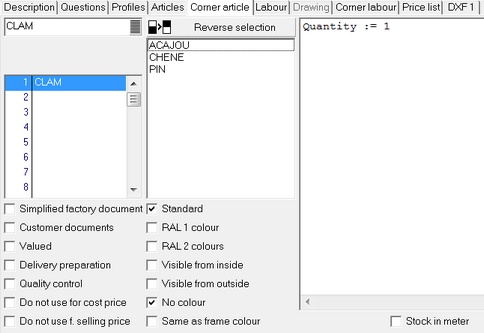 Description Questions Profiles Articles Corner article Labour Drawing Corner labour Price list DXF 1
CLAM Reverse selection Quantity := 1
ACAJOU
CHENE
PIN
1 CLAM
2
3
4
5
6
7
8
Simplified factory document Standard
Customer documents RAL 1 colour
Valued RAL 2 colours
Delivery preparation Visible from inside
Quality control Visible from outside
Do not use for cost price No colour
Do not use f. selling price Same as frame colour Stock in meter